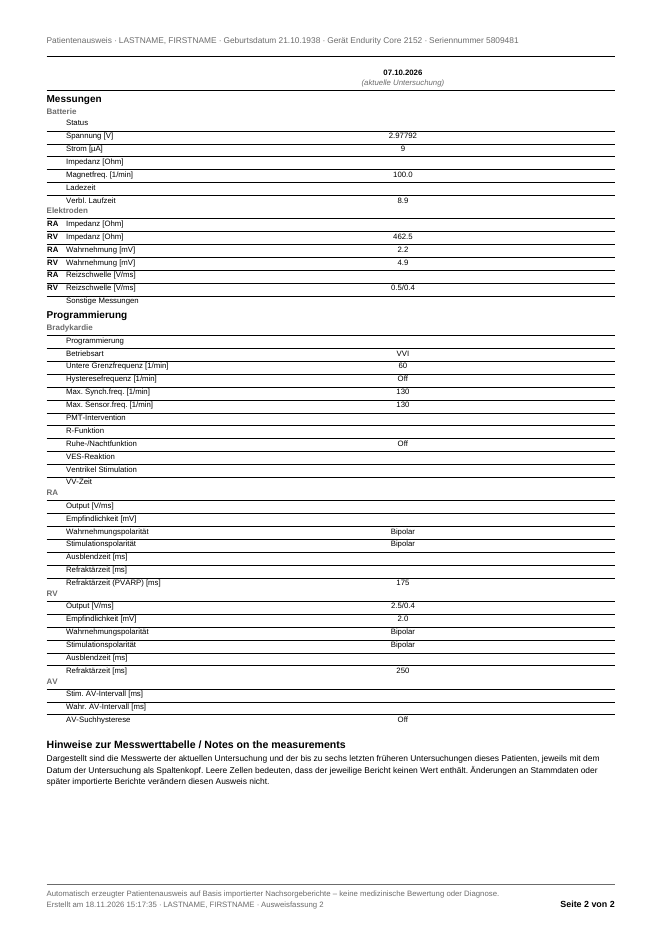 Patientenausweis · LASTNAME, FIRSTNAME · Geburtsdatum 21.10.1938 · Gerät Endurity Core 2152 · Seriennummer 5809481
07.10.2026
(aktuelle Untersuchung)
Messungen
Batterie
Status
Spannung [V] 2.97792
Strom [µA] 9
Impedanz [Ohm]
Magnetfreq. [1/min] 100.0
Ladezeit
Verbl. Laufzeit 8.9
Elektroden
RA Impedanz [Ohm]
RV Impedanz [Ohm] 462.5
RA Wahrnehmung [mV] 2.2
RV Wahrnehmung [mV] 4.9
RA Reizschwelle [V/ms]
RV Reizschwelle [V/ms] 0.5/0.4
Sonstige Messungen
Programmierung
Bradykardie
Programmierung
Betriebsart VVI
Untere Grenzfrequenz [1/min] 60
Hysteresefrequenz [1/min] Off
Max. Synch.freq. [1/min] 130
Max. Sensor.freq. [1/min] 130
PMT-Intervention
R-Funktion
Ruhe-/Nachtfunktion Off
VES-Reaktion
Ventrikel Stimulation
VV-Zeit
RA
Output [V/ms]
Empfindlichkeit [mV]
Wahrnehmungspolarität Bipolar
Stimulationspolarität Bipolar
Ausblendzeit [ms]
Refraktärzeit [ms]
Refraktärzeit (PVARP) [ms] 175
RV
Output [V/ms] 2.5/0.4
Empfindlichkeit [mV] 2.0
Wahrnehmungspolarität Bipolar
Stimulationspolarität Bipolar
Ausblendzeit [ms]
Refraktärzeit [ms] 250
AV
Stim. AV-Intervall [ms]
Wahr. AV-Intervall [ms]
AV-Suchhysterese Off
Hinweise zur Messwerttabelle / Notes on the measurements
Dargestellt sind die Messwerte der aktuellen Untersuchung und der bis zu sechs letzten früheren Untersuchungen dieses Patienten, jeweils mit dem
Datum der Untersuchung als Spaltenkopf. Leere Zellen bedeuten, dass der jeweilige Bericht keinen Wert enthält. Änderungen an Stammdaten oder
später importierte Berichte verändern diesen Ausweis nicht.
Automatisch erzeugter Patientenausweis auf Basis importierter Nachsorgeberichte – keine medizinische Bewertung oder Diagnose.
Erstellt am 18.11.2026 15:17:35 · LASTNAME, FIRSTNAME · Ausweisfassung 2 Seite 2 von 2